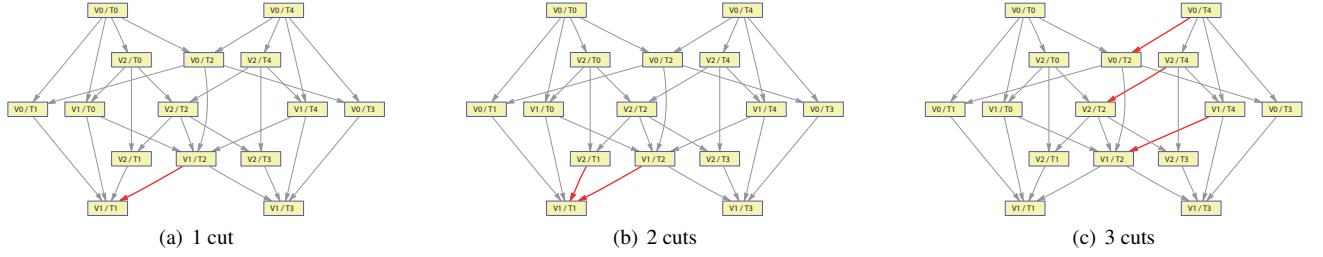 V0 / T0 V0 / T4 V0 / T0 V0 / T4 V0 / T0 V0 / T4
V2 / T0 V0 / T2 V2 / T4 V2 / T0 V0 / T2 V2 / T4 V2 / T0 V0 / T2 V2 / T4
V0 / T1 V1 / T0 V2 / T2 V1 / T4 V0 / T3 V0 / T1 V1 / T0 V2 / T2 V1 / T4 V0 / T3 V0 / T1 V1 / T0 V2 / T2 V1 / T4 V0 / T3
V2 / T1 V1 / T2 V2 / T3 V2 / T1 V1 / T2 V2 / T3 V2 / T1 V1 / T2 V2 / T3
V1 / T1 V1 / T3 V1 / T1 V1 / T3 V1 / T1 V1 / T3
(a) 1 cut (b) 2 cuts (c) 3 cuts